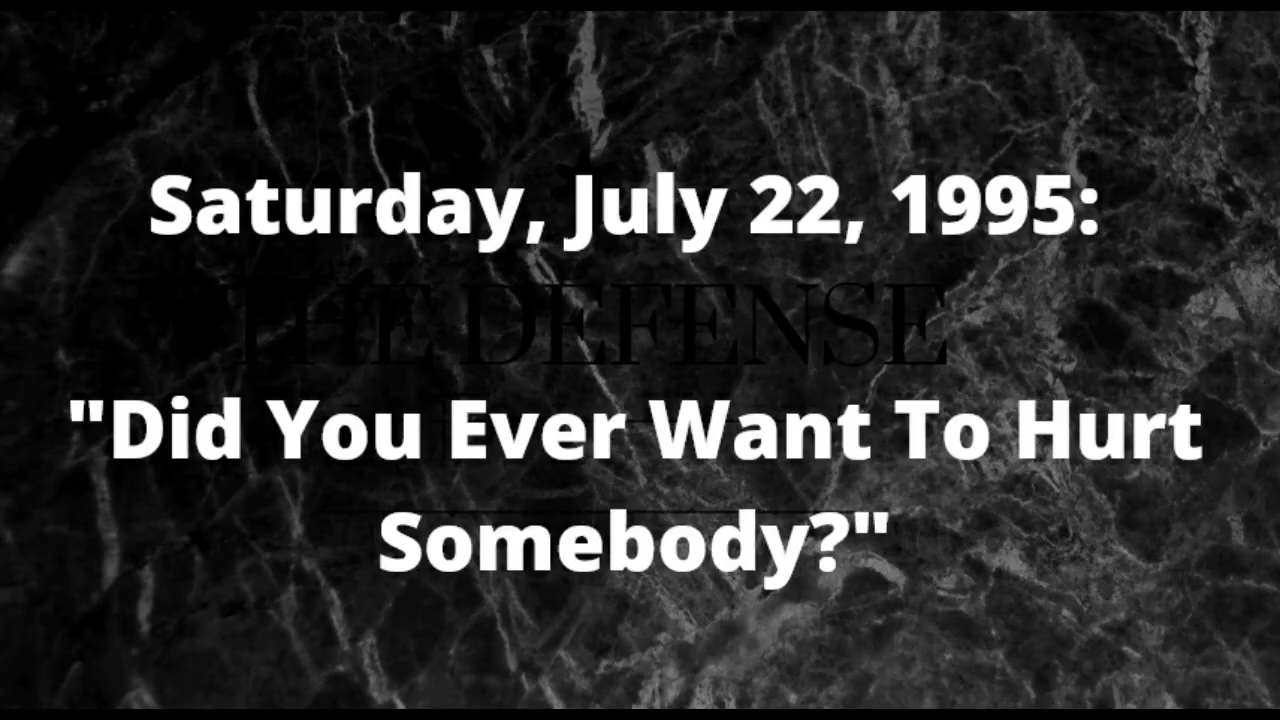 Saturday, July 22, 1995:
THE DEFENSE
"Did You Ever Want To Hurt
Somebody?"